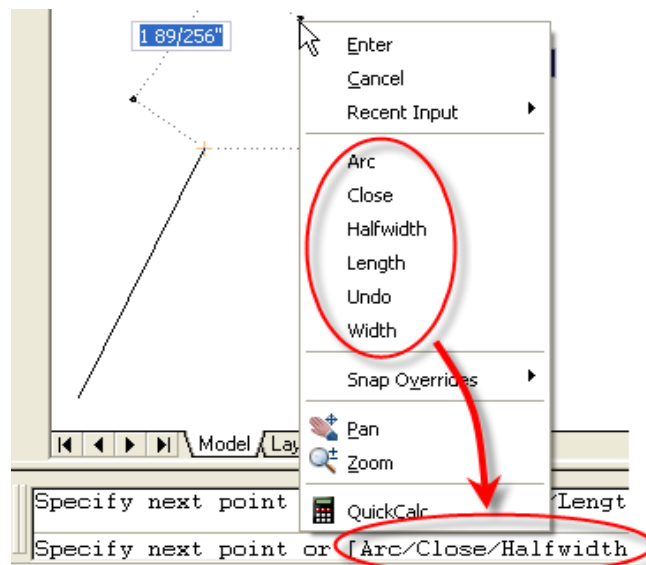 1 89/256"
Enter
Cancel
Recent Input
Arc
Close
Halfwidth
Length
Undo
Width
Snap Overrides
Pan
Zoom
QuickCalc
Model Lay
Specify next point /Lengt
Specify next point or [Arc/Close/Halfwidth